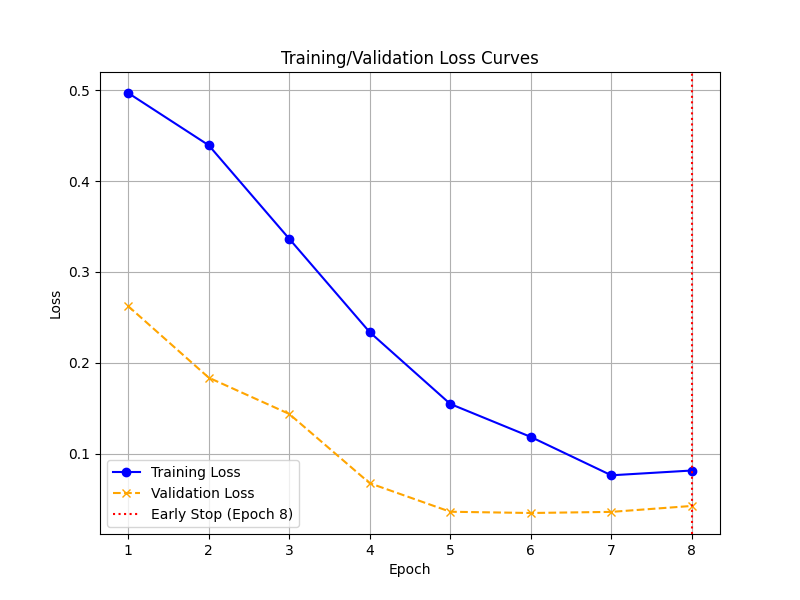 Training/Validation Loss Curves
0.5
0.4
0.3
0.2
0.1
Loss
Training Loss
Validation Loss
Early Stop (Epoch 8)
1 2 3 4 5 6 7 8
Epoch